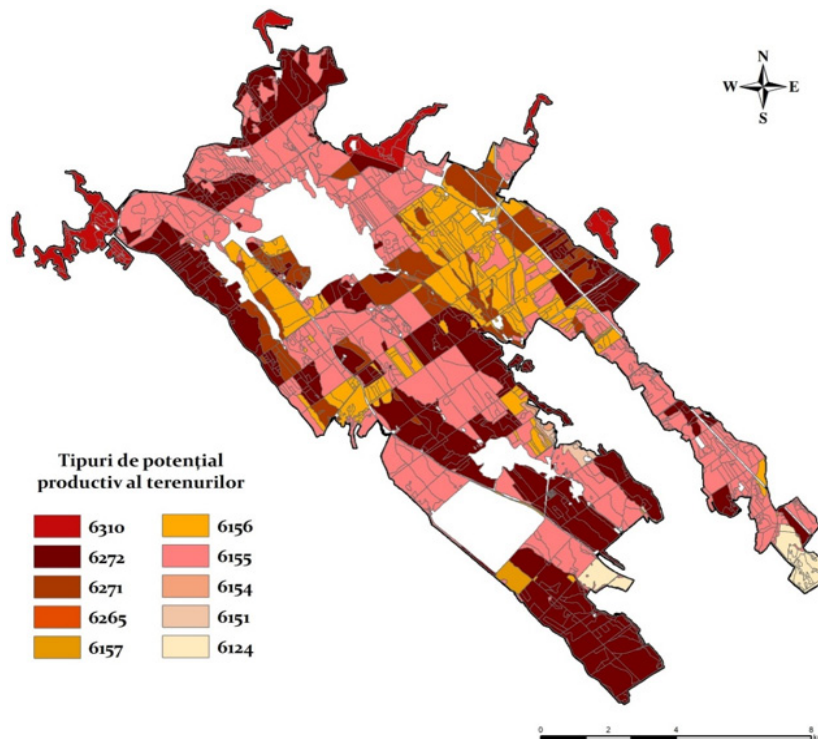 N
W E
S
Tipuri de potențial
productiv al terenurilor
6310 6156
6272 6155
6271 6154
6265 6151
6157 6124
0 2 4 8